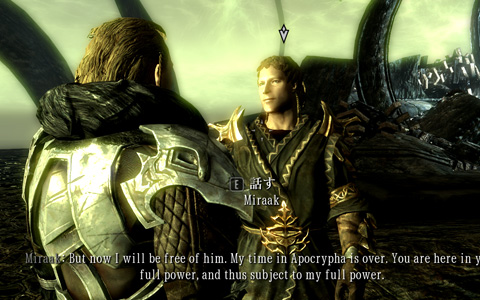 E 話す
Miraak
Miraak: But now I will be free of him. My time in Apocrypha is over. You are here in y
full power, and thus subject to my full power.